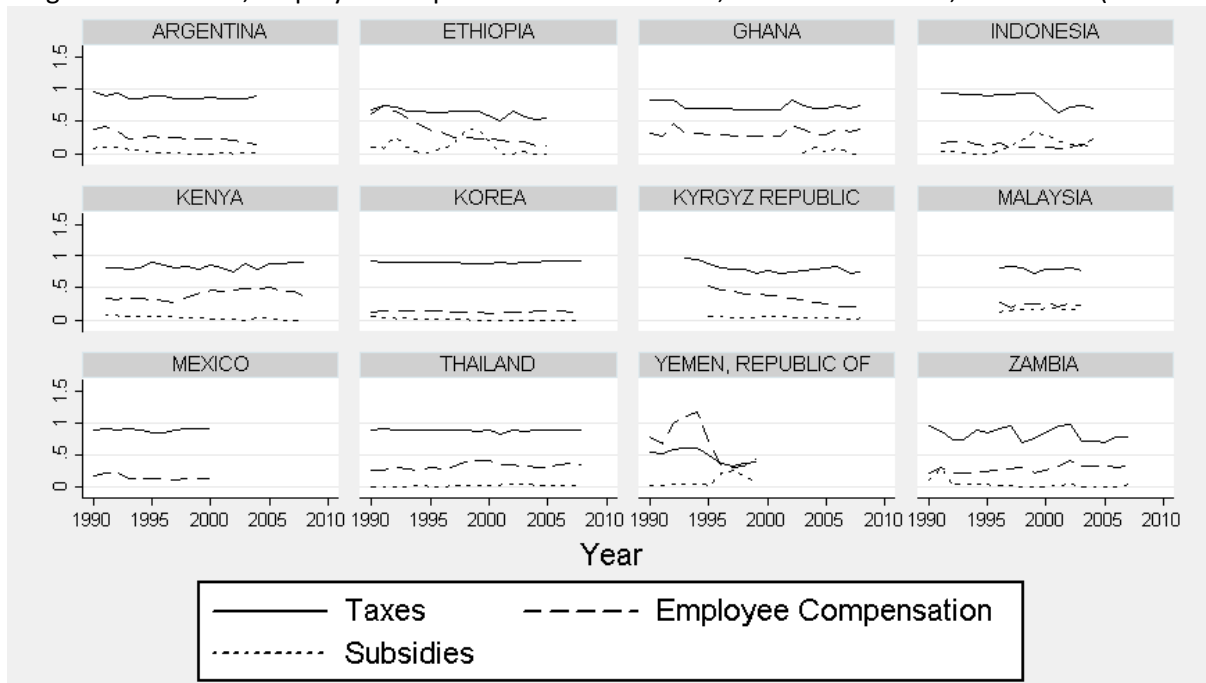 ARGENTINA ETHIOPIA GHANA INDONESIA
1.5
1
.5
0
KENYA KOREA KYRGYZ REPUBLIC MALAYSIA
1.5
1
.5
0
MEXICO THAILAND YEMEN, REPUBLIC OF ZAMBIA
1.5
1
.5
0
1990 1995 2000 2005 2010 1990 1995 2000 2005 2010 1990 1995 2000 2005 2010 1990 1995 2000 2005 2010
Year
Taxes Employee Compensation
Subsidies